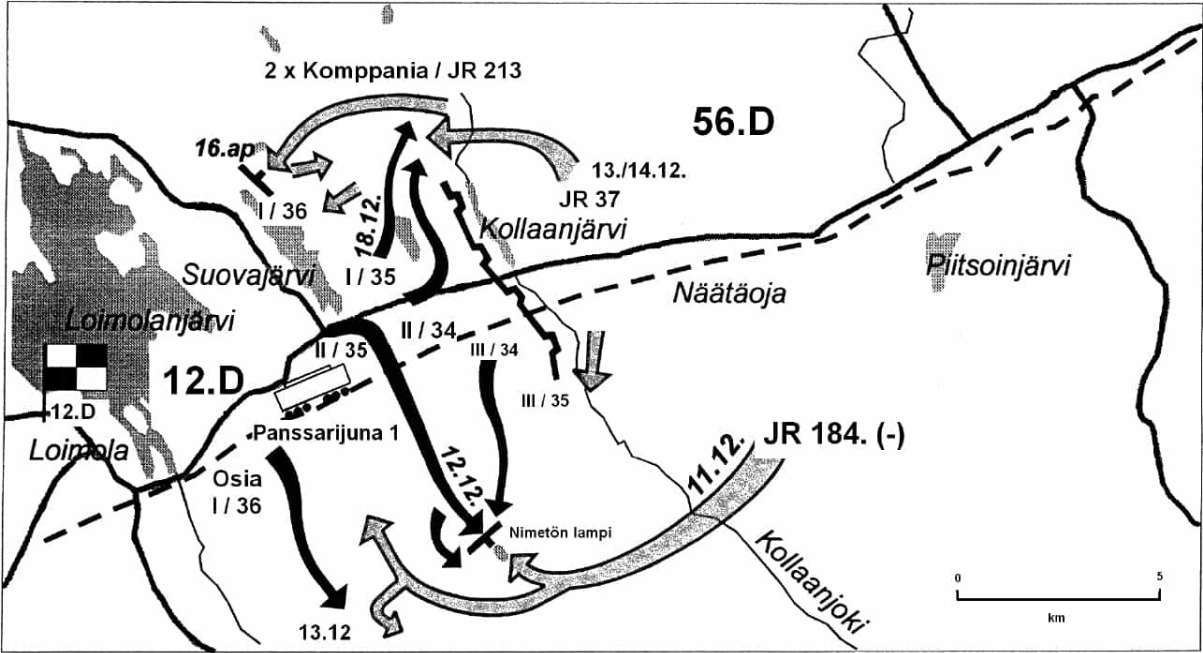 2 x Komppania / JR 213
56.D
16.ap
13./14.12.
JR 37
I / 36
Kollaanjärvi
18.12.
Suovajärvi
I / 35
Piitsoinjärvi
Näätäoja
Loimolanjärvi
II / 34
II / 35
III / 34
12.D
III / 35
12.D
Panssarijuna 1
JR 184. (-)
Loimola
11.12.
12.12.
Osia
I / 36
Nimetön lampi
Kollaanjoki
0 5
km
13.12